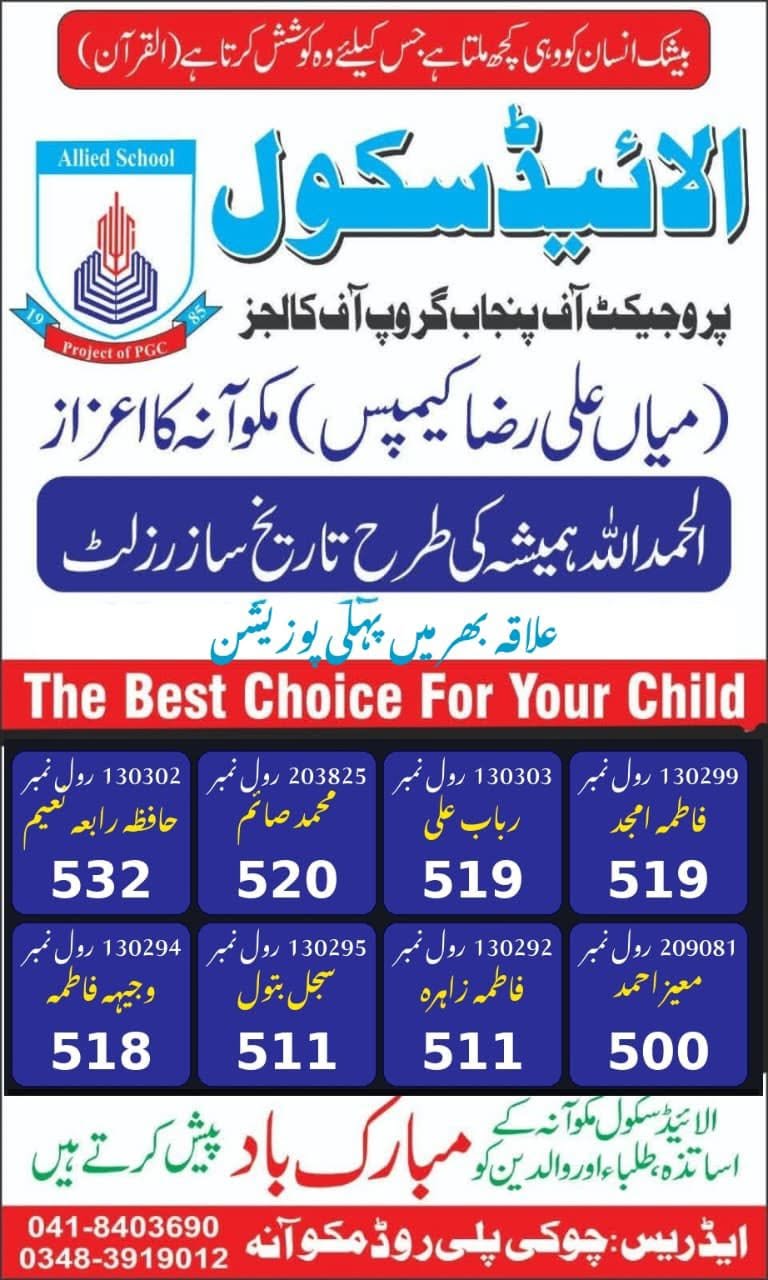 بیشک انسان کو وہی کچھ ملتا ہے جس کیلئے وہ کوشش کرتا ہے (القرآن)
الائیڈ سکول
Allied School
1985
Project of PGC
پروجیکٹ آف پنجاب گروپ آف کالجز
(میاں علی رضا کیمپس) مکوآنہ کا اعزاز
الحمد اللہ ہمیشہ کی طرح تاریخ ساز رزلٹ
علاقہ بھر میں پہلی پوزیشن
The Best Choice For Your Child
130299 رول نمبر
فاطمہ امجد
519
130303 رول نمبر
رباب علی
519
203825 رول نمبر
محمد صائم
520
130302 رول نمبر
حافظہ رابعہ نعیم
532
209081 رول نمبر
معیز احمد
500
130292 رول نمبر
فاطمہ زاہرہ
511
130295 رول نمبر
سجل بتول
511
130294 رول نمبر
وجیہہ فاطمہ
518
الائیڈ سکول مکوآنہ کے
اساتذہ، طلباء اور والدین کو مبارک باد پیش کرتے ہیں
ایڈریس: چوکی پلی روڈ مکوآنہ
041-8403690
0348-3919012